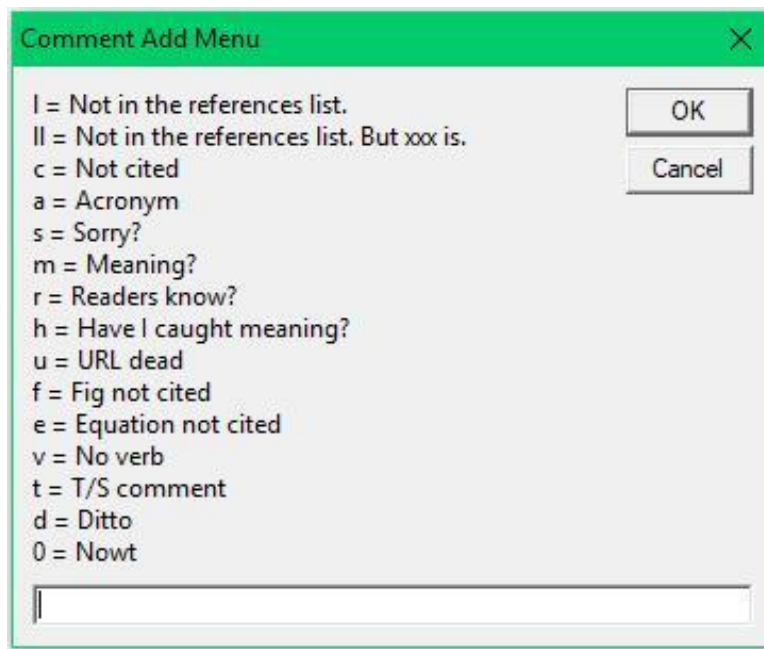 Comment Add Menu
l = Not in the references list.
ll = Not in the references list. But xxx is.
c = Not cited
a = Acronym
s = Sorry?
m = Meaning?
r = Readers know?
h = Have I caught meaning?
u = URL dead
f = Fig not cited
e = Equation not cited
v = No verb
t = T/S comment
d = Ditto
0 = Nowt
OK
Cancel